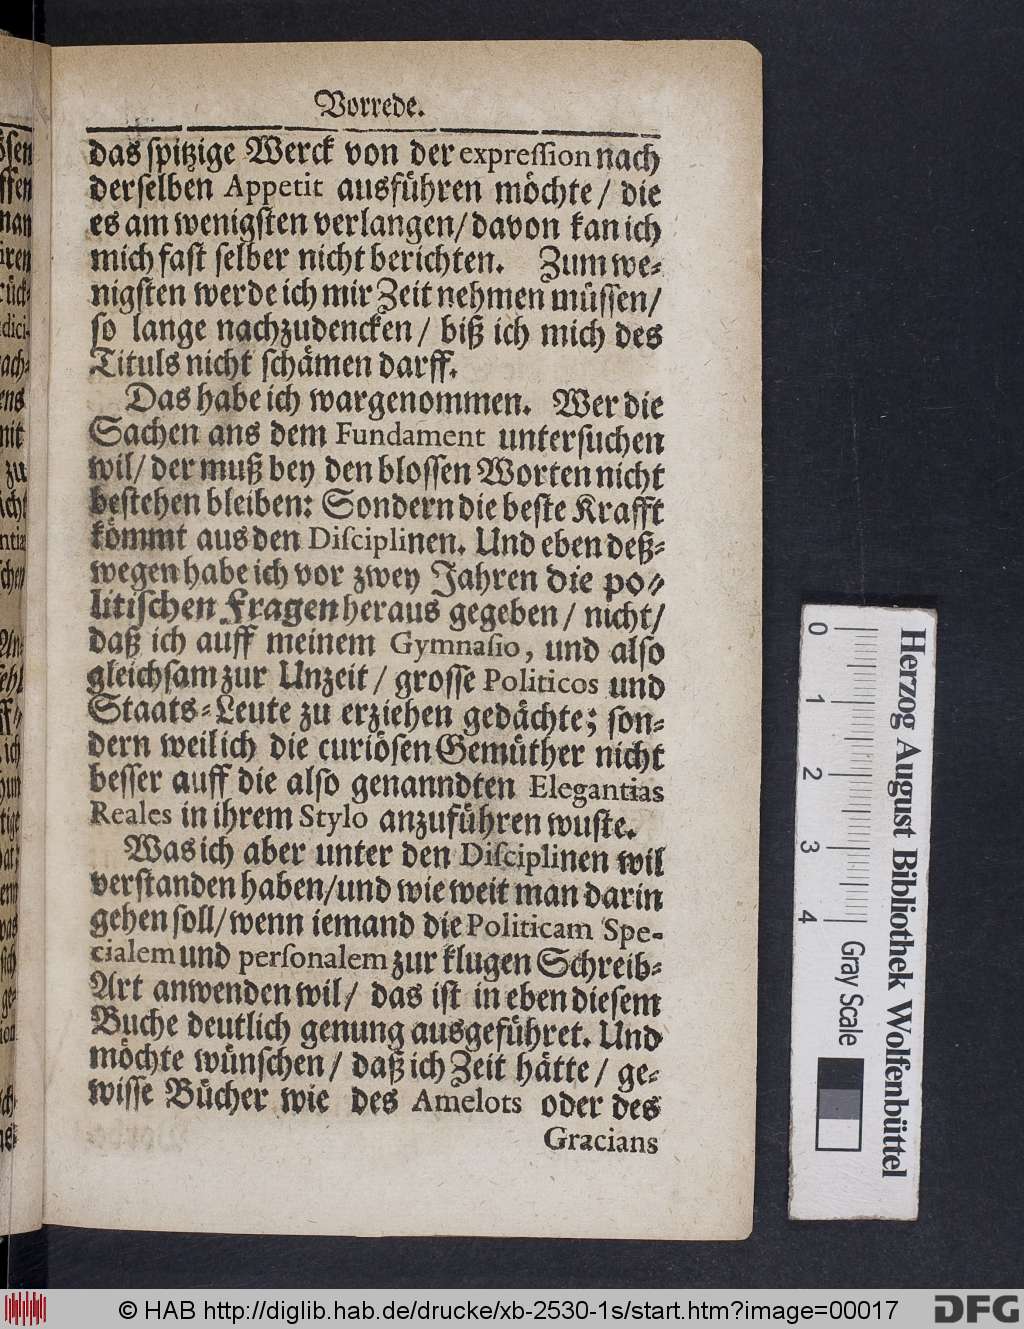 Vorrede.
das ſpitzige Werck von der expreſſion nach
derſelben Appetit ausführen möchte / die
es am wenigſten verlangen / davon kan ich
mich faſt ſelber nicht berichten. Zum we⸗
nigſten werde ich mir Zeit nehmen müſſen /
ſo lange nachzudencken / biß ich mich des
Tituls nicht ſchämen darff.
Das habe ich wargenommen. Wer die
Sachen ans dem Fundament unterſuchen
wil / der muß bey den bloſſen Worten nicht
beſtehen bleiben: Sondern die beſte Krafft
kömmt aus den Diſciplinen. Und eben deß⸗
wegen habe ich vor zwey Jahren die po⸗
litiſchen Fragen heraus gegeben / nicht /
daß ich auff meinem Gymnaſio, und alſo
gleichſam zur Unzeit / groſſe Politicos und
Staats⸗Leute zu erziehen gedächte; ſon⸗
dern weil ich die curiöſen Gemüther nicht
beſſer auff die alſo genanndten Elegantias
Reales in ihrem Stylo anzuführen wuſte.
Was ich aber unter den Diſciplinen wil
verſtanden haben / und wie weit man darin
gehen ſoll / wenn iemand die Politicam Spe-
cialem und perſonalem zur klugen Schreib⸗
Art anwenden wil / das iſt in eben dieſem
Buche deutlich genung ausgeführet. Und
möchte wünſchen / daß ich Zeit hätte / ge⸗
wiſſe Bücher wie des Amelots oder des
Gracians
0 1 2 3 4
Herzog August Bibliothek Wolfenbüttel
Gray Scale
© HAB http://diglib.hab.de/drucke/xb-2530-1s/start.htm?image=00017
DFG